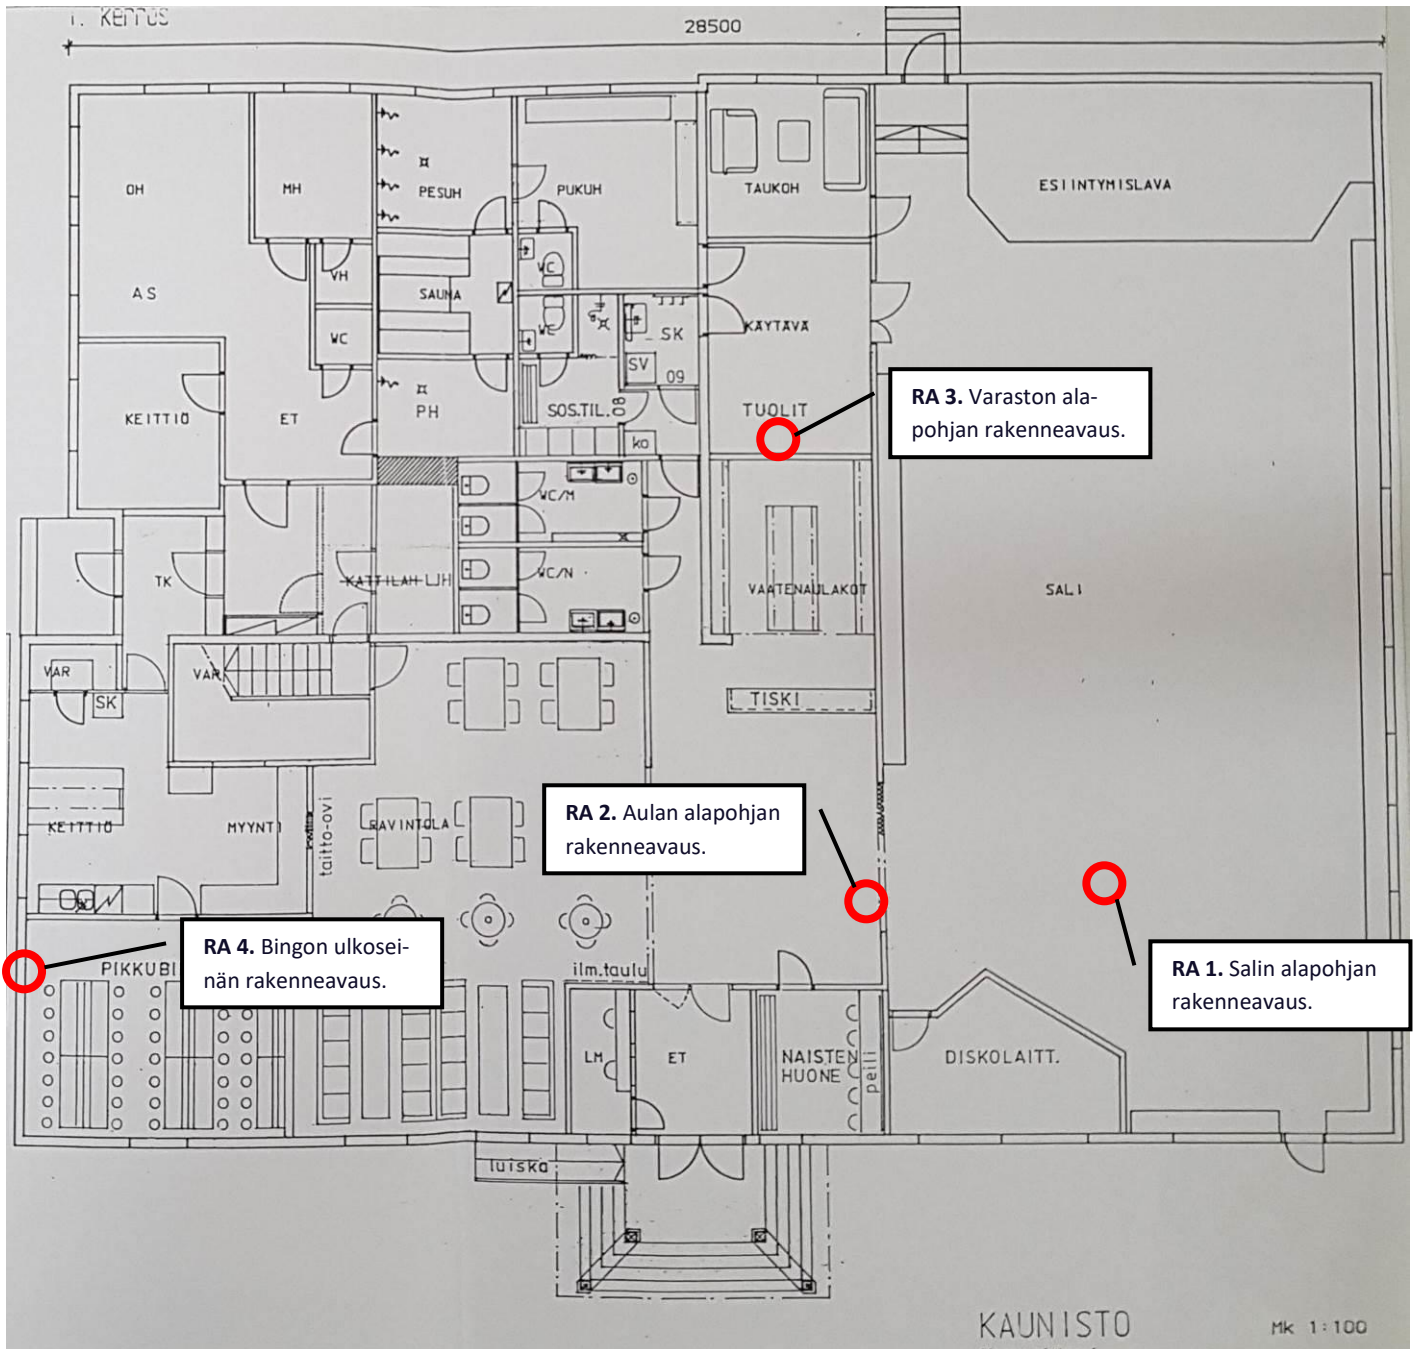 1. KERROS
28500
OH
MH
PESUH
PUKUH
TAUKOH
ESIINTYMISLAVA
AS
VH
SAUNA
WC
WC
WC
SK
KÄYTÄVÄ
SV
09
KEITTIÖ
ET
PH
SOS.TIL.
08
TUOLIT
ko
RA 3. Varaston ala-
pohjan rakenneavaus.
WC/M
TK
KATTILAH LJH
WC/N
VAATENAULAKOT
SALI
VAR
SK
VAR
TISKI
KEITTIÖ
MYYNTI
taitto-ovi
RAVINTOLA
RA 2. Aulan alapohjan
rakenneavaus.
RA 4. Bingon ulkosei-
nän rakenneavaus.
PIKKUBI
ilm.taulu
RA 1. Salin alapohjan
rakenneavaus.
LM
ET
NAISTEN
HUONE
peili
DISKOLAITT.
luiska
KAUNISTO
MK 1:100